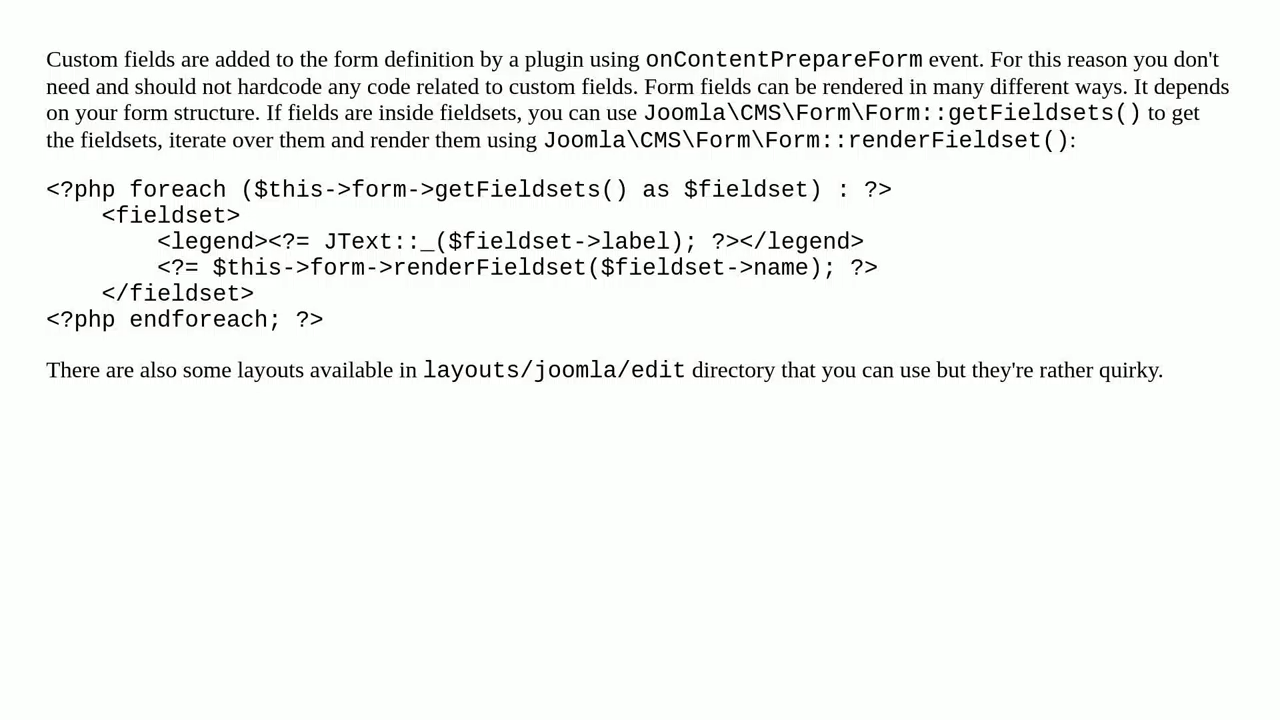 Custom fields are added to the form definition by a plugin using onContentPrepareForm event. For this reason you don't
need and should not hardcode any code related to custom fields. Form fields can be rendered in many different ways. It depends
on your form structure. If fields are inside fieldsets, you can use Joomla\CMS\Form\Form::getFieldsets() to get
the fieldsets, iterate over them and render them using Joomla\CMS\Form\Form::renderFieldset():
<?php foreach ($this->form->getFieldsets() as $fieldset) : ?>
    <fieldset>
        <legend><?= JText::_($fieldset->label); ?></legend>
        <?= $this->form->renderFieldset($fieldset->name); ?>
    </fieldset>
<?php endforeach; ?>
There are also some layouts available in layouts/joomla/edit directory that you can use but they're rather quirky.